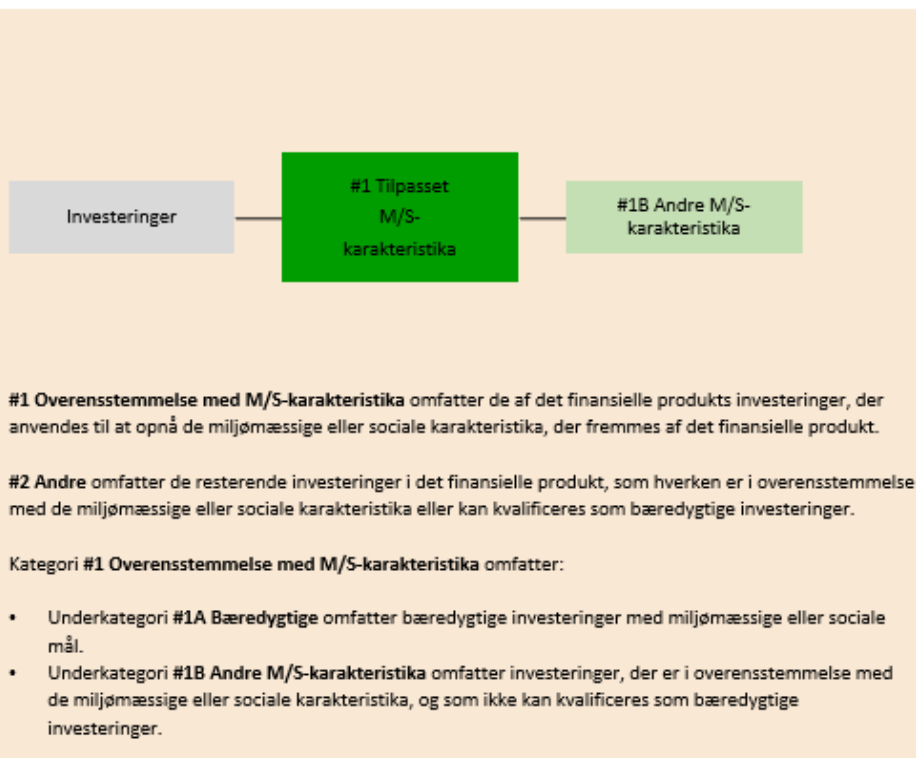 Investeringer
#1 Tilpasset
M/S-
karakteristika
#1B Andre M/S-
karakteristika
#1 Overensstemmelse med M/S-karakteristika omfatter de af det finansielle produkts investeringer, der
anvendes til at opnå de miljømæssige eller sociale karakteristika, der fremmes af det finansielle produkt.
#2 Andre omfatter de resterende investeringer i det finansielle produkt, som hverken er i overensstemmelse
med de miljømæssige eller sociale karakteristika eller kan kvalificeres som bæredygtige investeringer.
Kategori #1 Overensstemmelse med M/S-karakteristika omfatter:
• Underkategori #1A Bæredygtige omfatter bæredygtige investeringer med miljømæssige eller sociale
mål.
• Underkategori #1B Andre M/S-karakteristika omfatter investeringer, der er i overensstemmelse med
de miljømæssige eller sociale karakteristika, og som ikke kan kvalificeres som bæredygtige
investeringer.